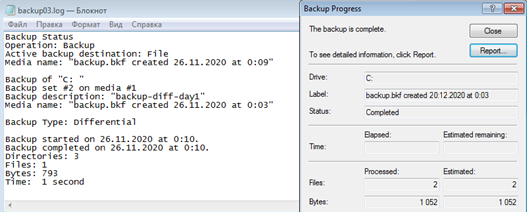 backup03.log — Блокнот
Файл Правка Формат Вид Справка
Backup Status
Operation: Backup
Active backup destination: File
Media name: "backup.bkf created 26.11.2020 at 0:09"
Backup of "C: "
Backup set #2 on media #1
Backup description: "backup-diff-day1"
Media name: "backup.bkf created 26.11.2020 at 0:03"
Backup Type: Differential
Backup started on 26.11.2020 at 0:10.
Backup completed on 26.11.2020 at 0:10.
Directories: 3
Files: 1
Bytes: 793
Time: 1 second
Backup Progress
The backup is complete.
Close
To see detailed information, click Report.
Report...
Drive: C:
Label: backup.bkf created 20.12.2020 at 0:03
Status: Completed
Elapsed: Estimated remaining:
Time:
Processed: Estimated:
Files: 2 2
Bytes: 1 052 1 052